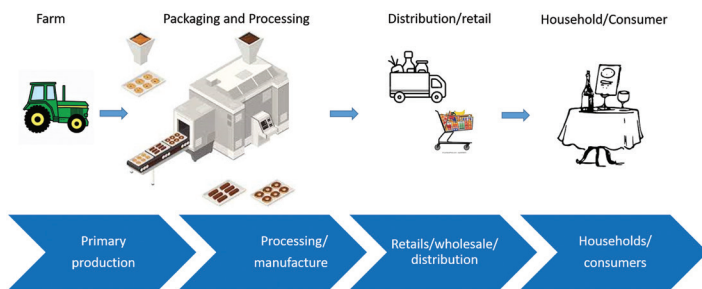 Farm
Packaging and Processing
Distribution/retail
Household/Consumer
Primary
production
Processing/
manufacture
Retails/wholesale/
distribution
Households/
consumers